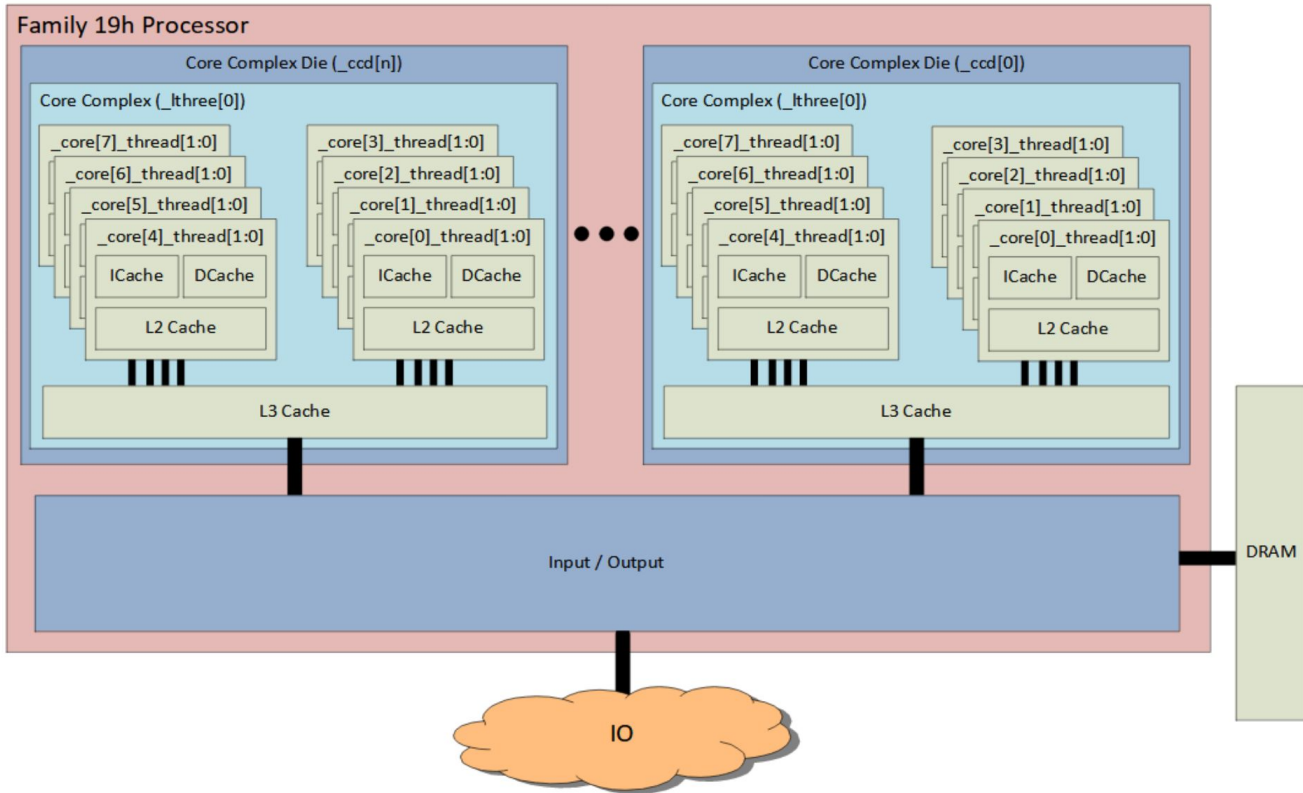 Family 19h Processor
Core Complex Die (_ccd[n])
Core Complex (_lthree[0])
_core[7]_thread[1:0]
_core[6]_thread[1:0]
_core[5]_thread[1:0]
_core[4]_thread[1:0]
ICache
DCache
L2 Cache
_core[3]_thread[1:0]
_core[2]_thread[1:0]
_core[1]_thread[1:0]
_core[0]_thread[1:0]
ICache
DCache
L2 Cache
L3 Cache
Core Complex Die (_ccd[0])
Core Complex (_lthree[0])
_core[7]_thread[1:0]
_core[6]_thread[1:0]
_core[5]_thread[1:0]
_core[4]_thread[1:0]
ICache
DCache
L2 Cache
_core[3]_thread[1:0]
_core[2]_thread[1:0]
_core[1]_thread[1:0]
_core[0]_thread[1:0]
ICache
DCache
L2 Cache
L3 Cache
Input / Output
DRAM
IO